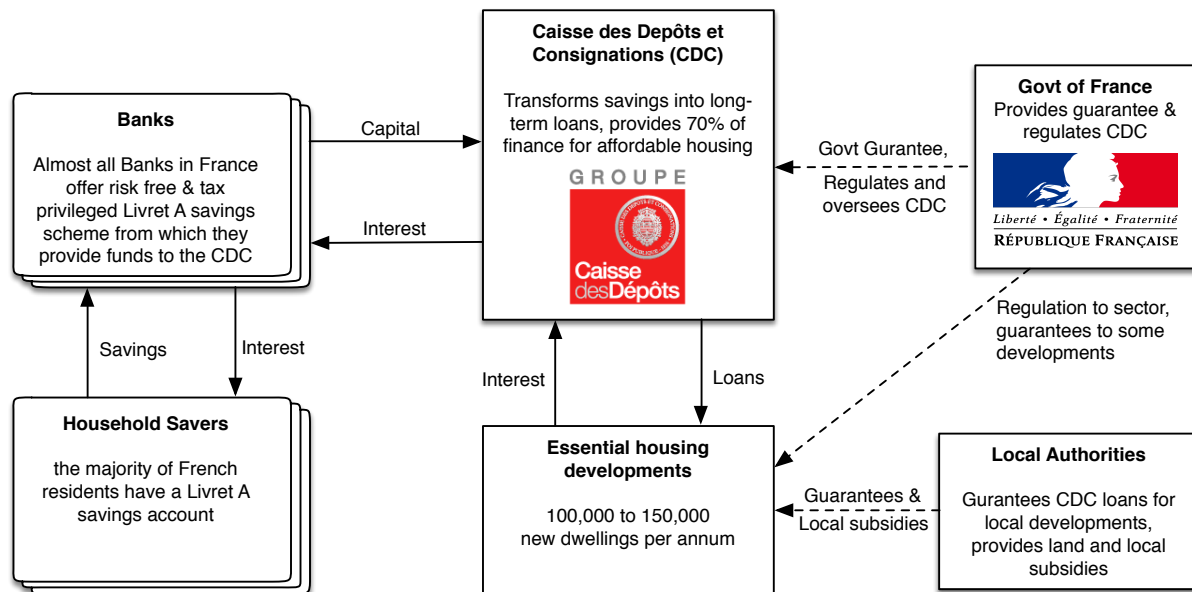 Caisse des Depôts et
Consignations (CDC)
Transforms savings into long-
term loans, provides 70% of
finance for affordable housing
GROUPE
Caisse
desDépôts
Banks
Almost all Banks in France
offer risk free & tax
privileged Livret A savings
scheme from which they
provide funds to the CDC
Capital
Interest
Govt of France
Provides guarantee &
regulates CDC
Liberté • Égalité • Fraternité
RÉPUBLIQUE FRANÇAISE
Govt Gurantee,
Regulates and
oversees CDC
Savings
Interest
Interest
Loans
Regulation to sector,
guarantees to some
developments
Household Savers
the majority of French
residents have a Livret A
savings account
Essential housing
developments
100,000 to 150,000
new dwellings per annum
Guarantees &
Local subsidies
Local Authorities
Gurantees CDC loans for
local developments,
provides land and local
subsidies